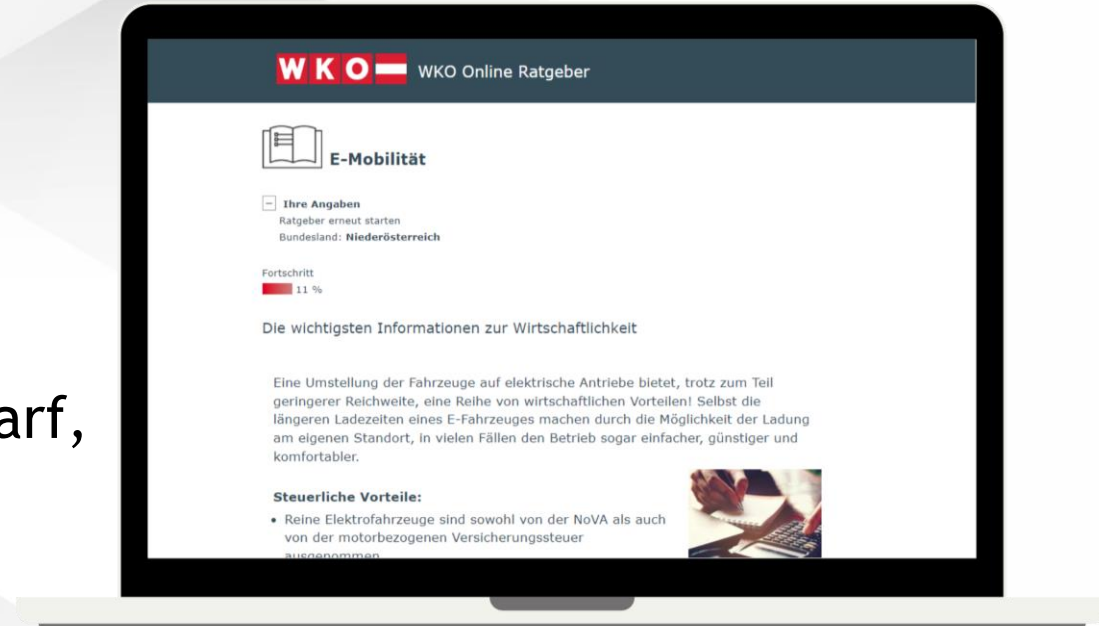 WKO WKO Online Ratgeber
E-Mobilität
Ihre Angaben
Ratgeber erneut starten
Bundesland: Niederösterreich
Fortschritt
11 %
Die wichtigsten Informationen zur Wirtschaftlichkeit
Eine Umstellung der Fahrzeuge auf elektrische Antriebe bietet, trotz zum Teil
geringerer Reichweite, eine Reihe von wirtschaftlichen Vorteilen! Selbst die
längeren Ladezeiten eines E-Fahrzeuges machen durch die Möglichkeit der Ladung
am eigenen Standort, in vielen Fällen den Betrieb sogar einfacher, günstiger und
komfortabler.
arf,
Steuerliche Vorteile:
• Reine Elektrofahrzeuge sind sowohl von der NoVA als auch
von der motorbezogenen Versicherungssteuer
ausgenommen